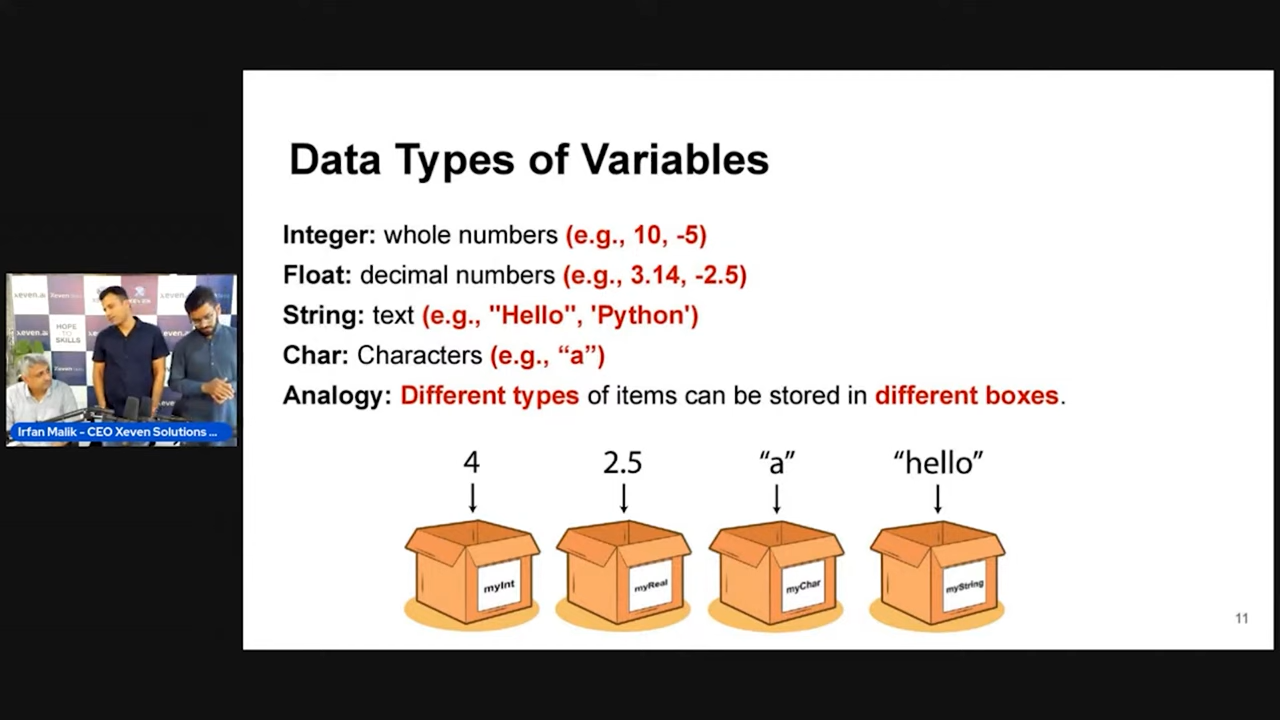 Data Types of Variables
Integer: whole numbers (e.g., 10, -5)
Float: decimal numbers (e.g., 3.14, -2.5)
String: text (e.g., "Hello", 'Python')
Char: Characters (e.g., “a”)
Analogy: Different types of items can be stored in different boxes.
4 2.5 “a” “hello”
myInt myReal myChar myString
11
xeven.ai
HOPE
TO
SKILLS
Irfan Malik - CEO Xeven Solutions ...